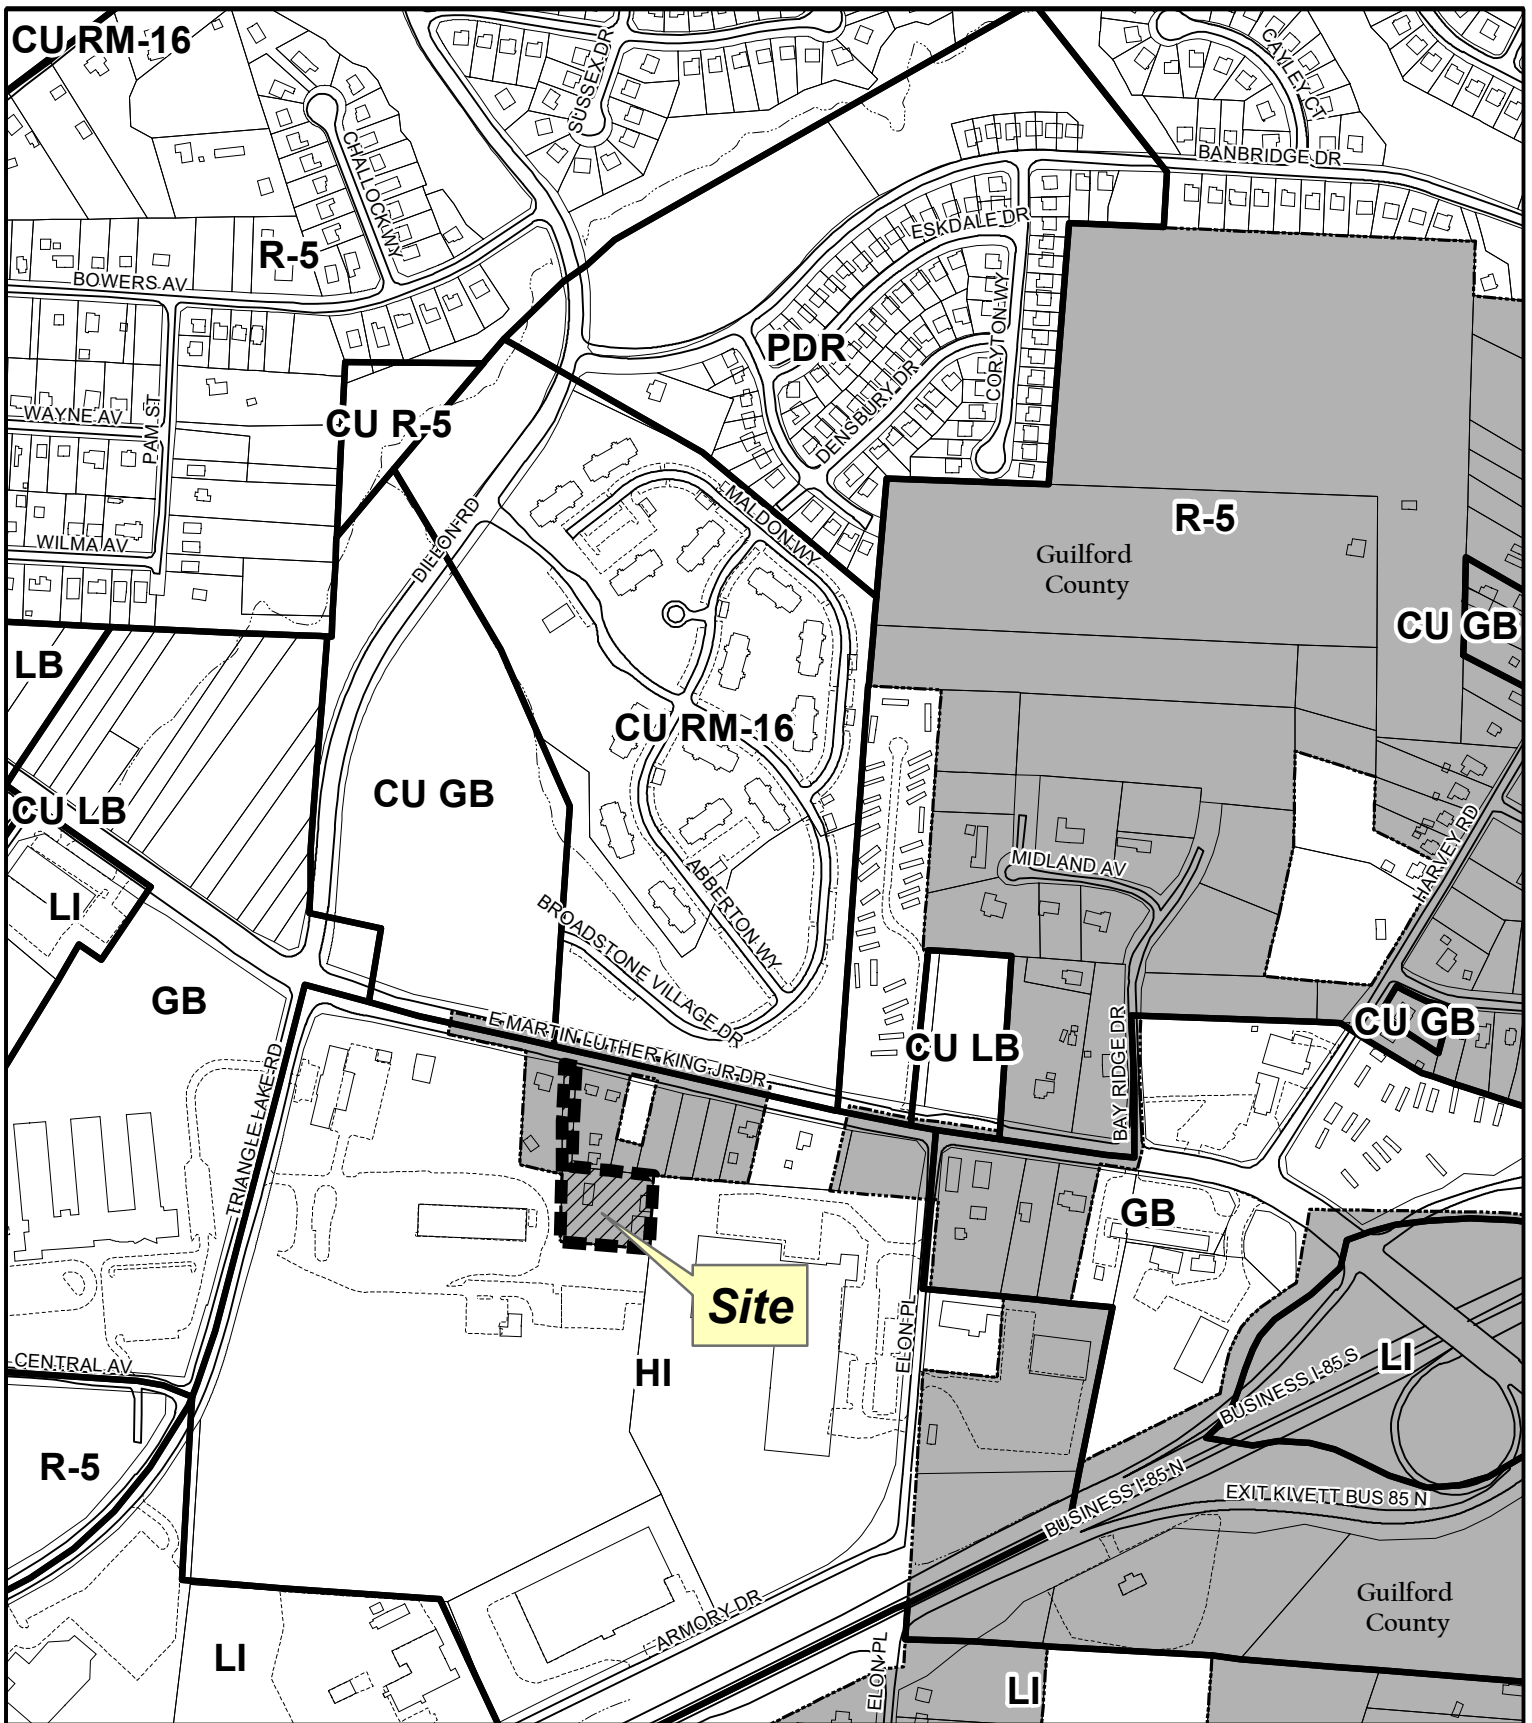 CU RM-16
SUSSEX DR
CAMLEY CT
CHALLOCK WY
BANBRIDGE DR
ESKDALE DR
R-5
BOWERS AV
CORYTON WY
PDR
DENSBURY DR
WAYNE AV
PAM ST
CU R-5
MALDON WY
R-5
WILMA AV
DILLON RD
Guilford
County
CU GB
LB
CU RM-16
CU GB
CU LB
HARVEY RD
MIDLAND AV
LI
ABBERTON WY
BROADSTONE VILLAGE DR
GB
E MARTIN LUTHER KING JR DR
CU LB
BAY RIDGE DR
CU GB
TRIANGLE LAKE RD
GB
Site
ELON PL
CENTRAL AV
HI
BUSINESS I-85 S
LI
R-5
BUSINESS I-85 N
EXIT KIVETT BUS 85 N
Guilford
County
ARMORY DR
LI
ELON PL
LI